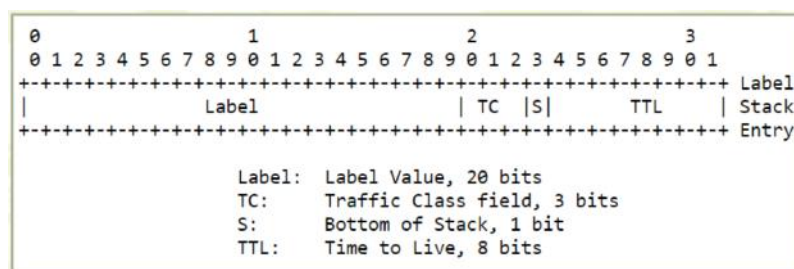 0                   1                   2                   3
0 1 2 3 4 5 6 7 8 9 0 1 2 3 4 5 6 7 8 9 0 1 2 3 4 5 6 7 8 9 0 1
+-+-+-+-+-+-+-+-+-+-+-+-+-+-+-+-+-+-+-+-+-+-+-+-+-+-+-+-+-+-+-+-+ Label
|                Label                  | TC  |S|      TTL      | Stack
+-+-+-+-+-+-+-+-+-+-+-+-+-+-+-+-+-+-+-+-+-+-+-+-+-+-+-+-+-+-+-+-+ Entry
Label: Label Value, 20 bits
TC: Traffic Class field, 3 bits
S: Bottom of Stack, 1 bit
TTL: Time to Live, 8 bits